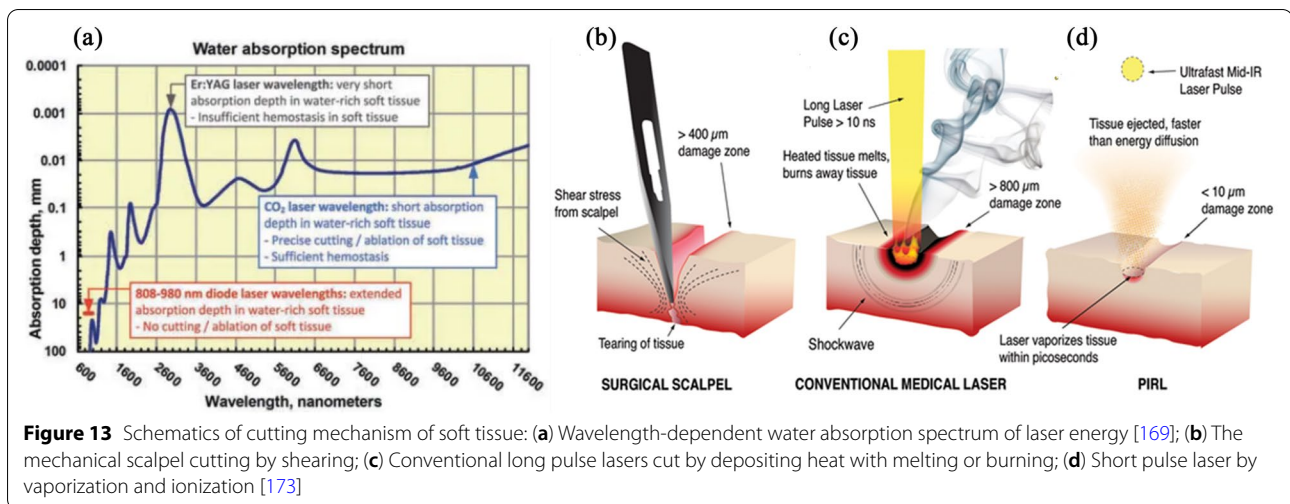 (a)
Water absorption spectrum
0.0001
0.001
0.01
0.1
1
10
100
Absorption depth, mm
Er:YAG laser wavelength: very short
absorption depth in water-rich soft tissue
- Insufficient hemostasis in soft tissue
CO₂ laser wavelength: short absorption
depth in water-rich soft tissue
- Precise cutting / ablation of soft tissue
- Sufficient hemostasis
808-980 nm diode laser wavelengths: extended
absorption depth in water-rich soft tissue
- No cutting / ablation of soft tissue
600
1600
2600
3600
4600
5600
6600
7600
8600
9600
10600
11600
Wavelength, nanometers
(b)
> 400 µm
damage zone
Shear stress
from scalpel
Tearing of tissue
SURGICAL SCALPEL
(c)
Long Laser
Pulse > 10 ns
Heated tissue melts,
burns away tissue
> 800 µm
damage zone
Shockwave
CONVENTIONAL MEDICAL LASER
(d)
Ultrafast Mid-IR
Laser Pulse
Tissue ejected, faster
than energy diffusion
< 10 µm
damage zone
Laser vaporizes tissue
within picoseconds
PIRL
Figure 13 Schematics of cutting mechanism of soft tissue: (a) Wavelength-dependent water absorption spectrum of laser energy [169]; (b) The
mechanical scalpel cutting by shearing; (c) Conventional long pulse lasers cut by depositing heat with melting or burning; (d) Short pulse laser by
vaporization and ionization [173]